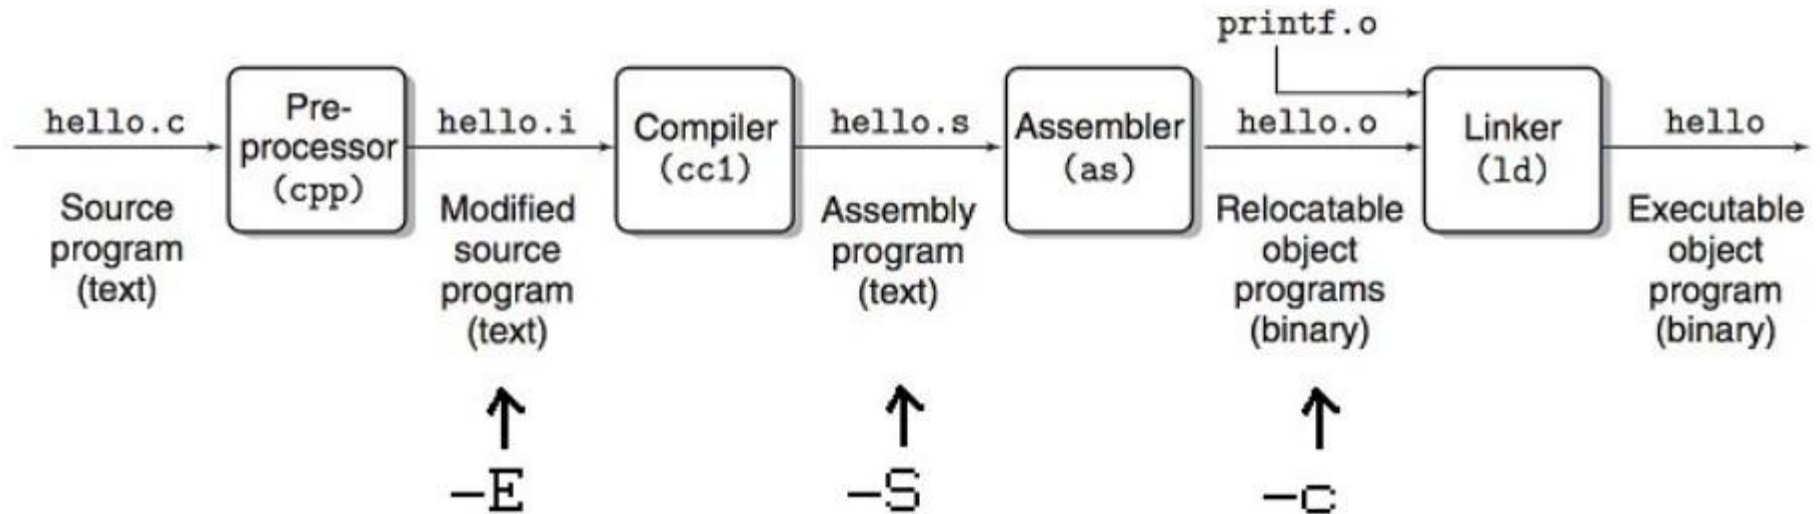 printf.o
hello.c
Pre-
processor
(cpp)
hello.i
Compiler
(cc1)
hello.s
Assembler
(as)
hello.o
Linker
(ld)
hello
Source
program
(text)
Modified
source
program
(text)
Assembly
program
(text)
Relocatable
object
programs
(binary)
Executable
object
program
(binary)
-E
-S
-c